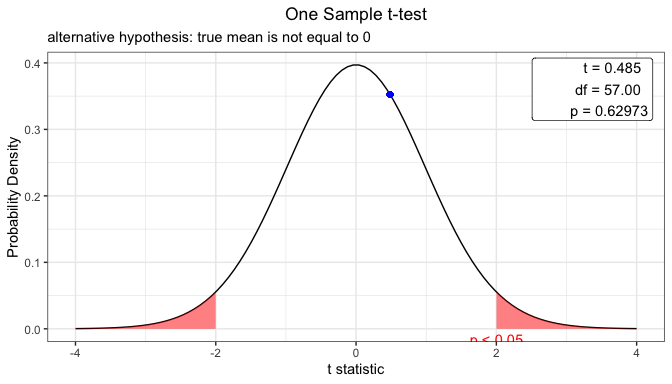 One Sample t-test
alternative hypothesis: true mean is not equal to 0
t = 0.485
df = 57.00
p = 0.62973
Probability Density
0.4
0.3
0.2
0.1
0.0
p < 0.05
-4 -2 0 2 4
t statistic